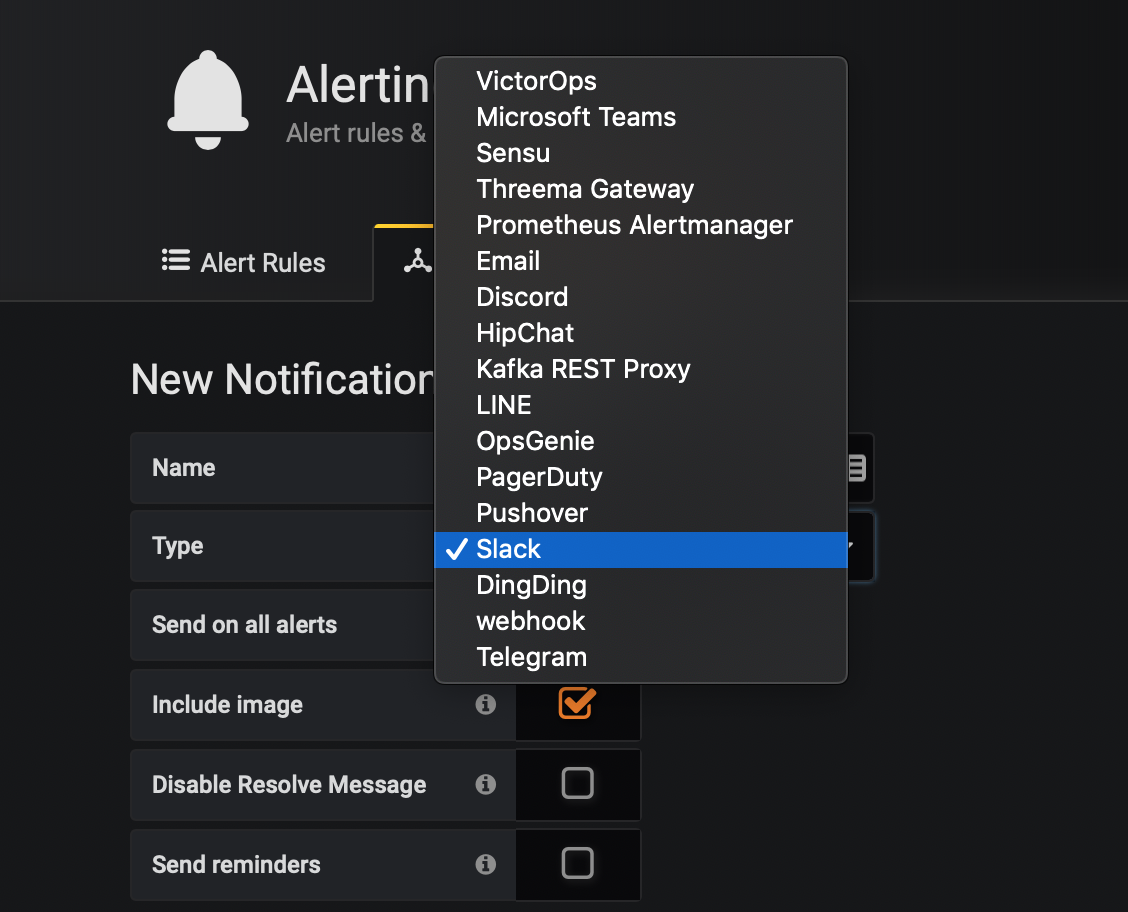 Alertin
Alert rules &
Alert Rules
VictorOps
Microsoft Teams
Sensu
Threema Gateway
Prometheus Alertmanager
Email
Discord
HipChat
Kafka REST Proxy
LINE
OpsGenie
PagerDuty
Pushover
Slack
DingDing
webhook
Telegram
New Notification
Name
Type
Send on all alerts
Include image
Disable Resolve Message
Send reminders